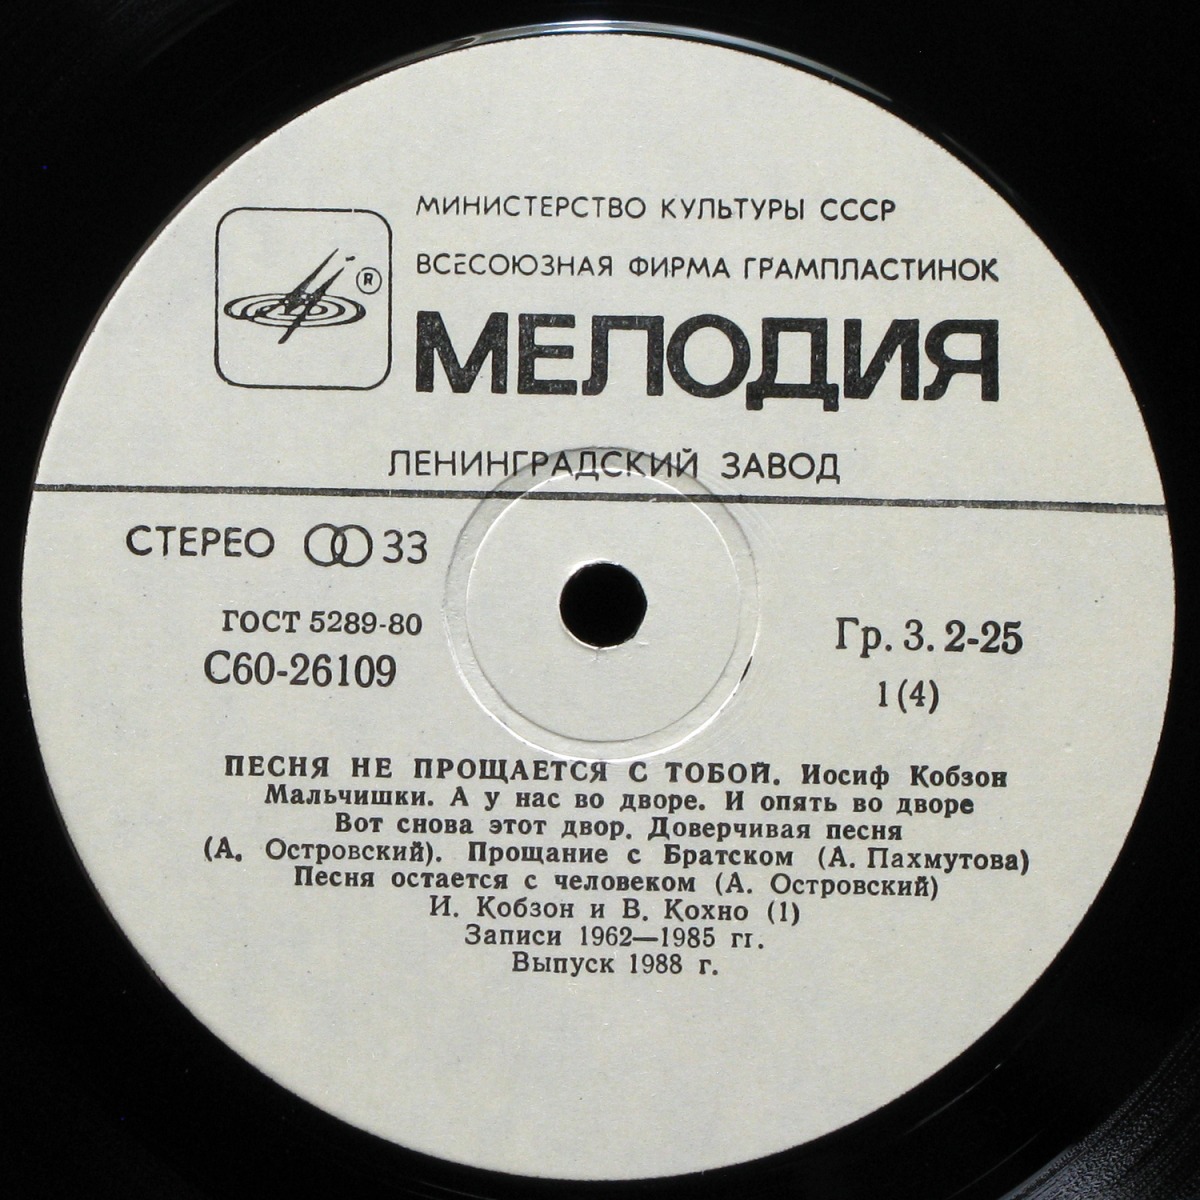 МИНИСТЕРСТВО КУЛЬТУРЫ СССР
ВСЕСОЮЗНАЯ ФИРМА ГРАМПЛАСТИНОК
®
МЕЛОДИЯ
ЛЕНИНГРАДСКИЙ ЗАВОД
СТЕРЕО 33
ГОСТ 5289-80
С60-26109
Гр. 3. 2-25
1 (4)
ПЕСНЯ НЕ ПРОЩАЕТСЯ С ТОБОЙ. Иосиф Кобзон
Мальчишки. А у нас во дворе. И опять во дворе
Вот снова этот двор. Доверчивая песня
(А. Островский). Прощание с Братском (А. Пахмутова)
Песня остается с человеком (А. Островский)
И. Кобзон и В. Кохно (1)
Записи 1962—1985 гг.
Выпуск 1988 г.